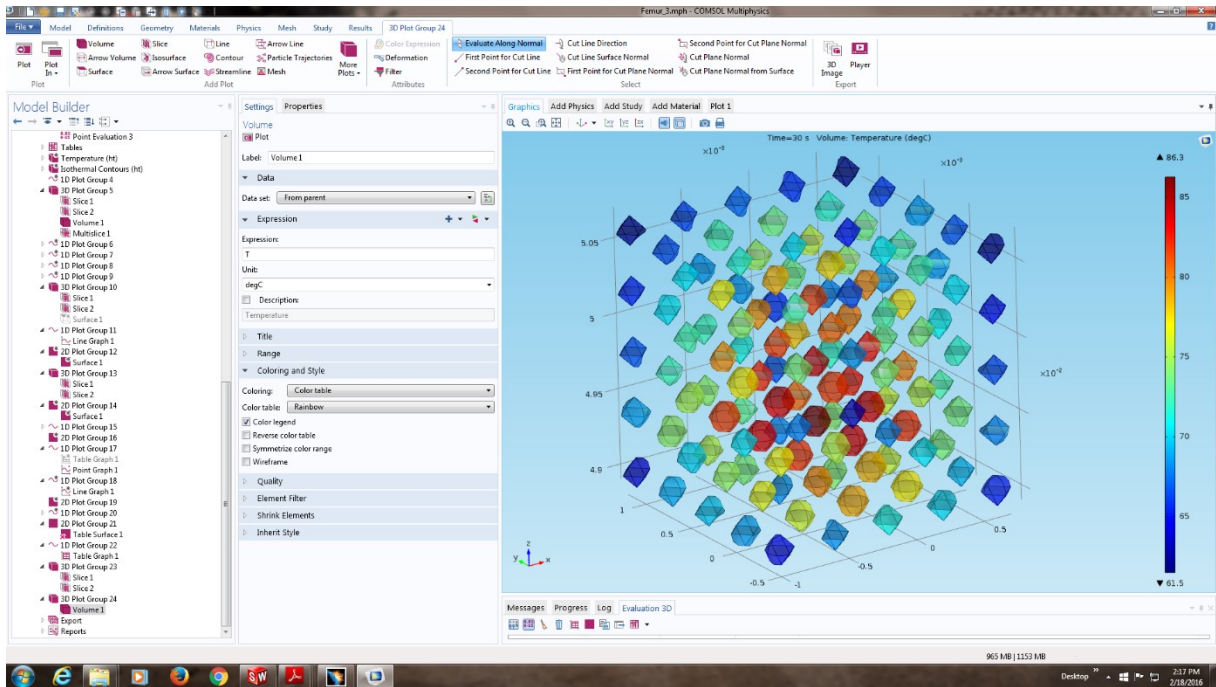 Femur_3.mph - COMSOL Multiphysics
File Model Definitions Geometry Materials Physics Mesh Study Results 3D Plot Group 24
Plot
Plot In
Plot
Volume Slice Line Arrow Line
Arrow Volume Isosurface Contour Particle Trajectories
Surface Arrow Surface Streamline Mesh
More Plots
Add Plot
Color Expression
Deformation
Filter
Attributes
Evaluate Along Normal Cut Line Direction Second Point for Cut Plane Normal
First Point for Cut Line Cut Line Surface Normal Cut Plane Normal
Second Point for Cut Line First Point for Cut Plane Normal Cut Plane Normal from Surface
Select
3D Image
Player
Export
Model Builder
Point Evaluation 3
Tables
Temperature (ht)
Isothermal Contours (ht)
1D Plot Group 4
3D Plot Group 5
Slice 1
Slice 2
Volume 1
Multislice 1
1D Plot Group 6
1D Plot Group 7
1D Plot Group 8
1D Plot Group 9
3D Plot Group 10
Slice 1
Slice 2
Surface 1
1D Plot Group 11
Line Graph 1
2D Plot Group 12
Surface 1
3D Plot Group 13
Slice 1
Slice 2
2D Plot Group 14
Surface 1
1D Plot Group 15
2D Plot Group 16
1D Plot Group 17
Table Graph 1
Point Graph 1
1D Plot Group 18
Line Graph 1
2D Plot Group 19
1D Plot Group 20
2D Plot Group 21
Table Surface 1
1D Plot Group 22
Table Graph 1
3D Plot Group 23
Slice 1
Slice 2
3D Plot Group 24
Volume 1
Export
Reports
Settings Properties
Volume
Plot
Label: Volume 1
Data
Data set: From parent
Expression
Expression:
T
Unit:
degC
Description:
Temperature
Title
Range
Coloring and Style
Coloring: Color table
Color table: Rainbow
Color legend
Reverse color table
Symmetrize color range
Wireframe
Quality
Element Filter
Shrink Elements
Inherit Style
Graphics Add Physics Add Study Add Material Plot 1
Time=30 s Volume: Temperature (degC)
×10⁻³
×10⁻³
▲ 86.3
85
5.05
80
5
75
×10⁻²
4.95
70
4.9
65
1
0.5
0.5
0
0
-0.5
-0.5
-1
z
y x
▼ 61.5
Messages Progress Log Evaluation 3D
965 MB | 1153 MB
Desktop
2:17 PM
2/18/2016